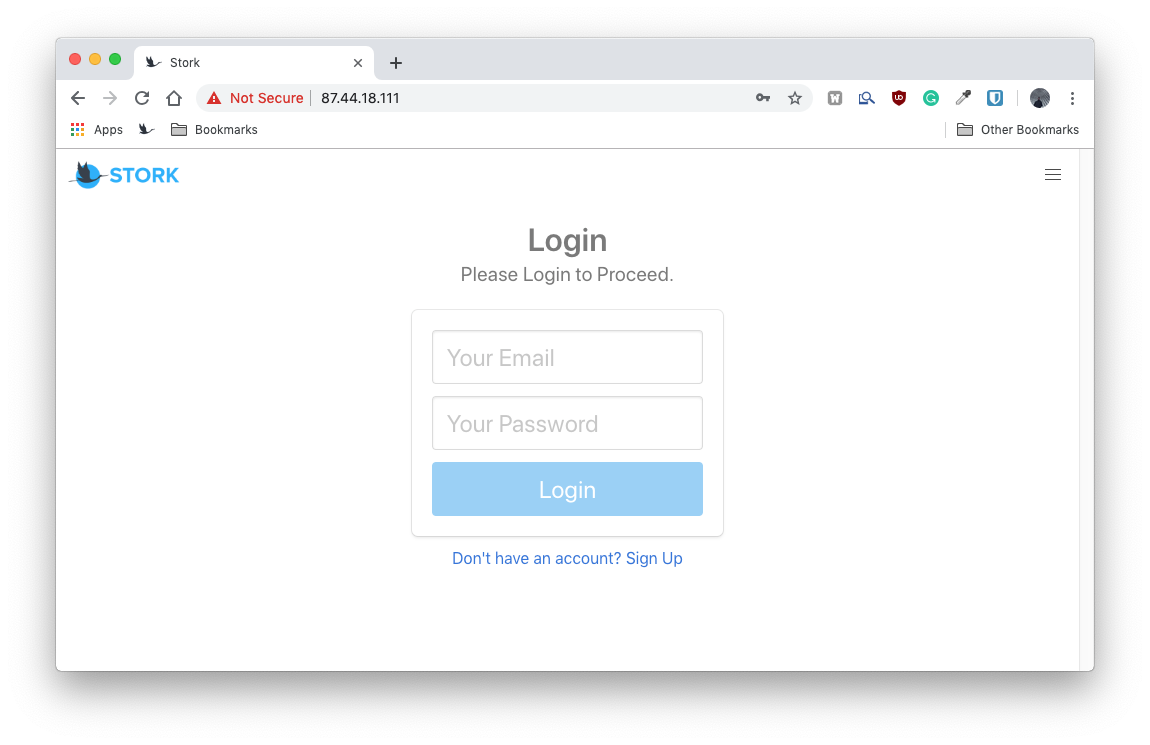 Stork
Not Secure 87.44.18.111
Apps Bookmarks Other Bookmarks
STORK
Login
Please Login to Proceed.
Your Email
Your Password
Login
Don't have an account? Sign Up